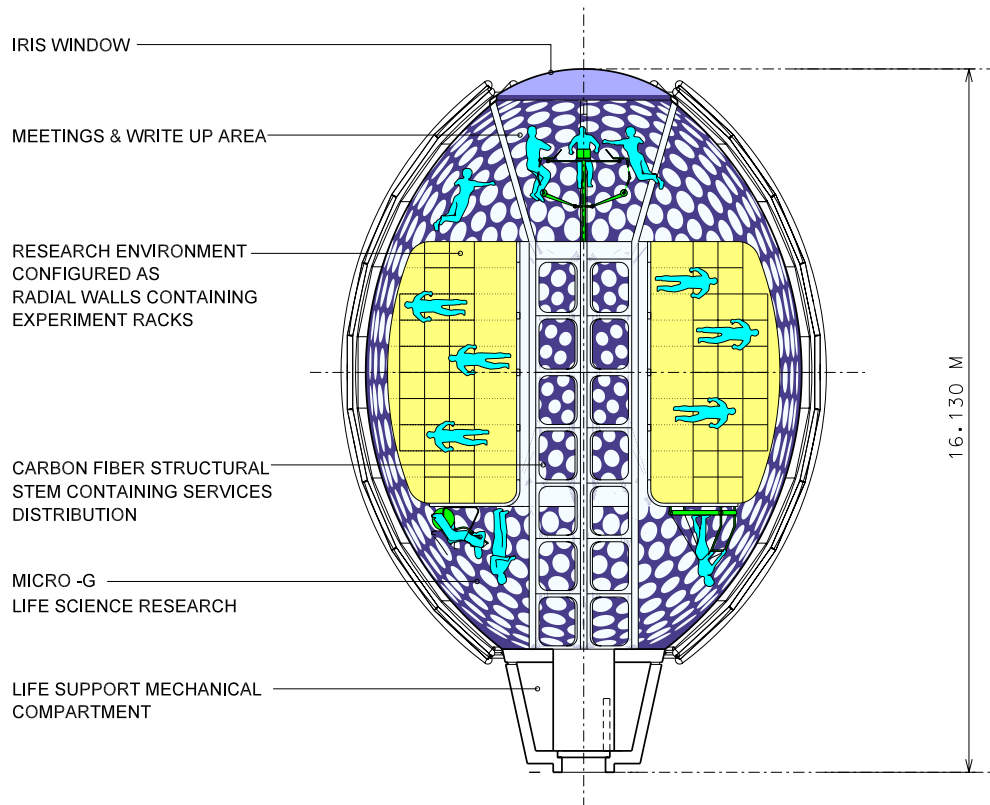 IRIS WINDOW
MEETINGS & WRITE UP AREA
RESEARCH ENVIRONMENT
CONFIGURED AS
RADIAL WALLS CONTAINING
EXPERIMENT RACKS
CARBON FIBER STRUCTURAL
STEM CONTAINING SERVICES
DISTRIBUTION
MICRO -G
LIFE SCIENCE RESEARCH
LIFE SUPPORT MECHANICAL
COMPARTMENT
16.130 M